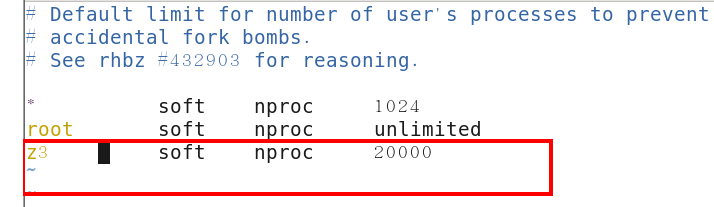 # Default limit for number of user's processes to prevent
# accidental fork bombs.
# See rhbz #432903 for reasoning.
* soft nproc 1024
root soft nproc unlimited
z3 soft nproc 20000
~
~